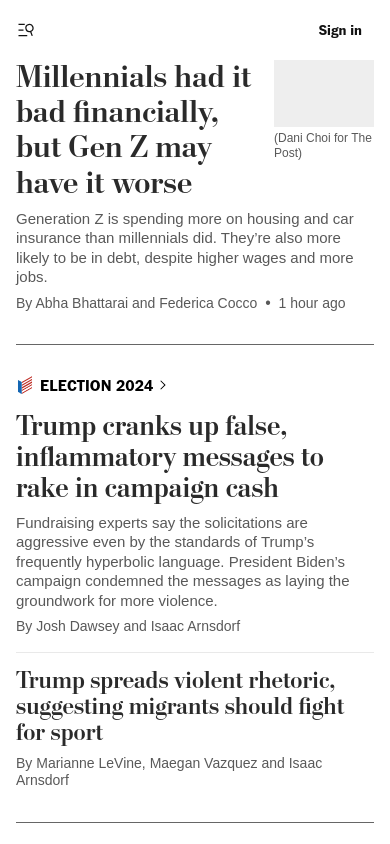 Sign in
Millennials had it
bad financially,
but Gen Z may
have it worse
(Dani Choi for The
Post)
Generation Z is spending more on housing and car
insurance than millennials did. They’re also more
likely to be in debt, despite higher wages and more
jobs.
By Abha Bhattarai and Federica Cocco • 1 hour ago
ELECTION 2024
Trump cranks up false,
inflammatory messages to
rake in campaign cash
Fundraising experts say the solicitations are
aggressive even by the standards of Trump’s
frequently hyperbolic language. President Biden’s
campaign condemned the messages as laying the
groundwork for more violence.
By Josh Dawsey and Isaac Arnsdorf
Trump spreads violent rhetoric,
suggesting migrants should fight
for sport
By Marianne LeVine, Maegan Vazquez and Isaac
Arnsdorf